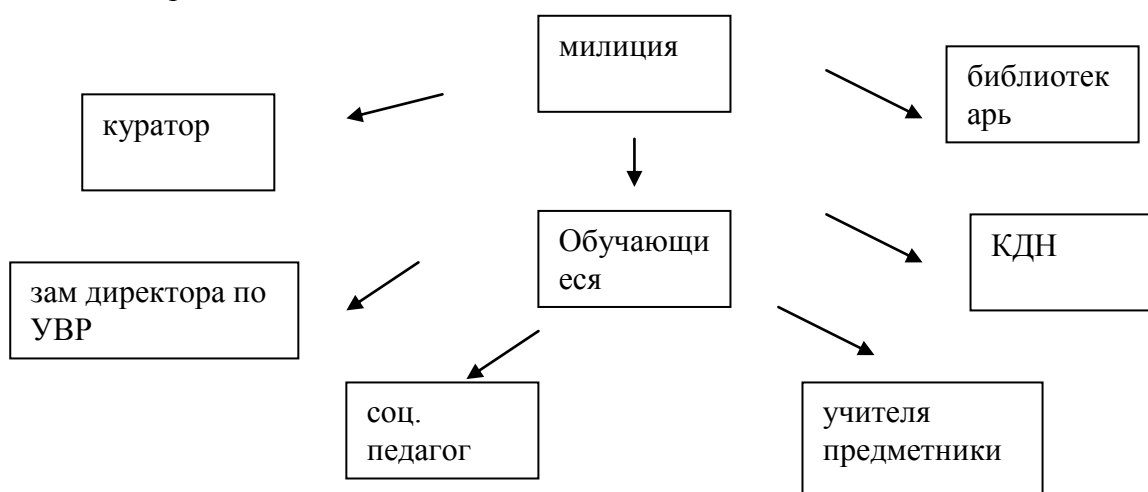 милиция
библиотек
арь
куратор
Обучающи
еся
КДН
зам директора по
УВР
соц.
педагог
учителя
предметники